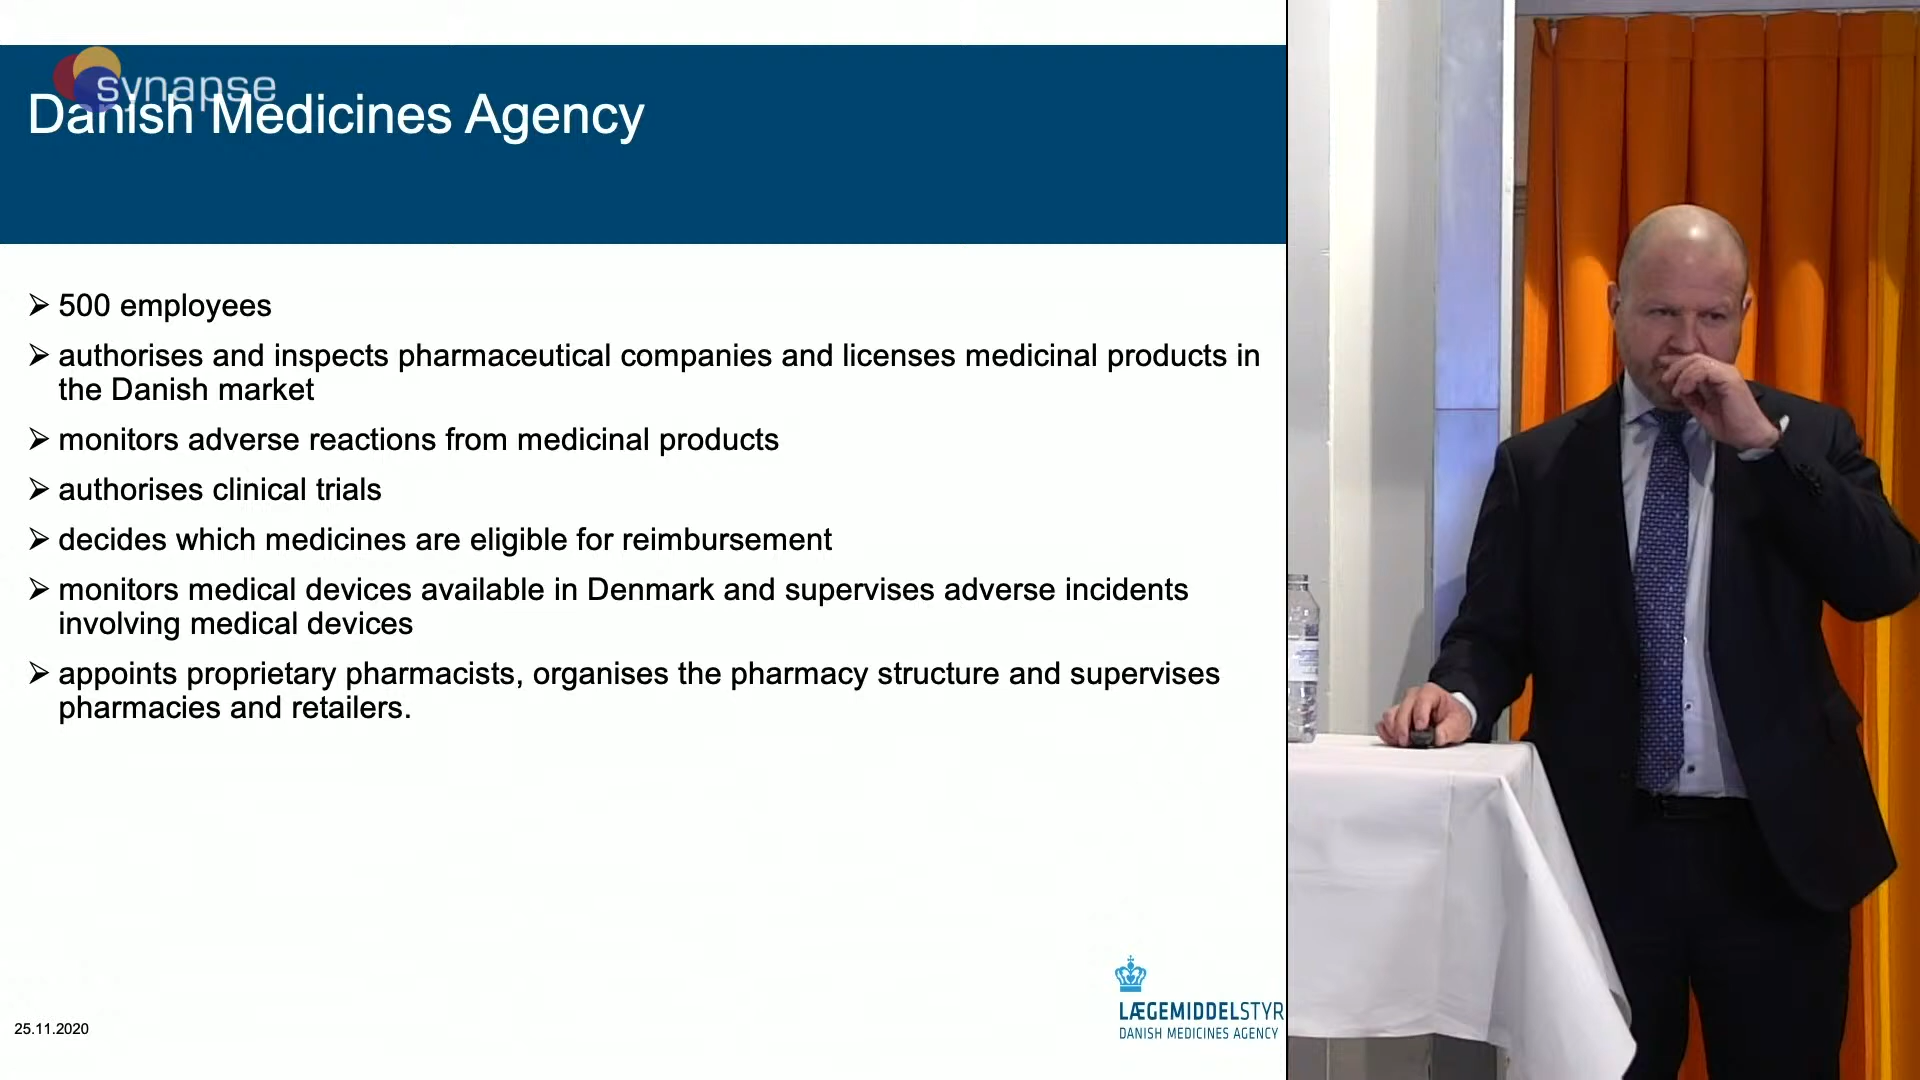 synapse
Danish Medicines Agency
500 employees
authorises and inspects pharmaceutical companies and licenses medicinal products in
the Danish market
monitors adverse reactions from medicinal products
authorises clinical trials
decides which medicines are eligible for reimbursement
monitors medical devices available in Denmark and supervises adverse incidents
involving medical devices
appoints proprietary pharmacists, organises the pharmacy structure and supervises
pharmacies and retailers.
LÆGEMIDDELSTYR
DANISH MEDICINES AGENCY
25.11.2020